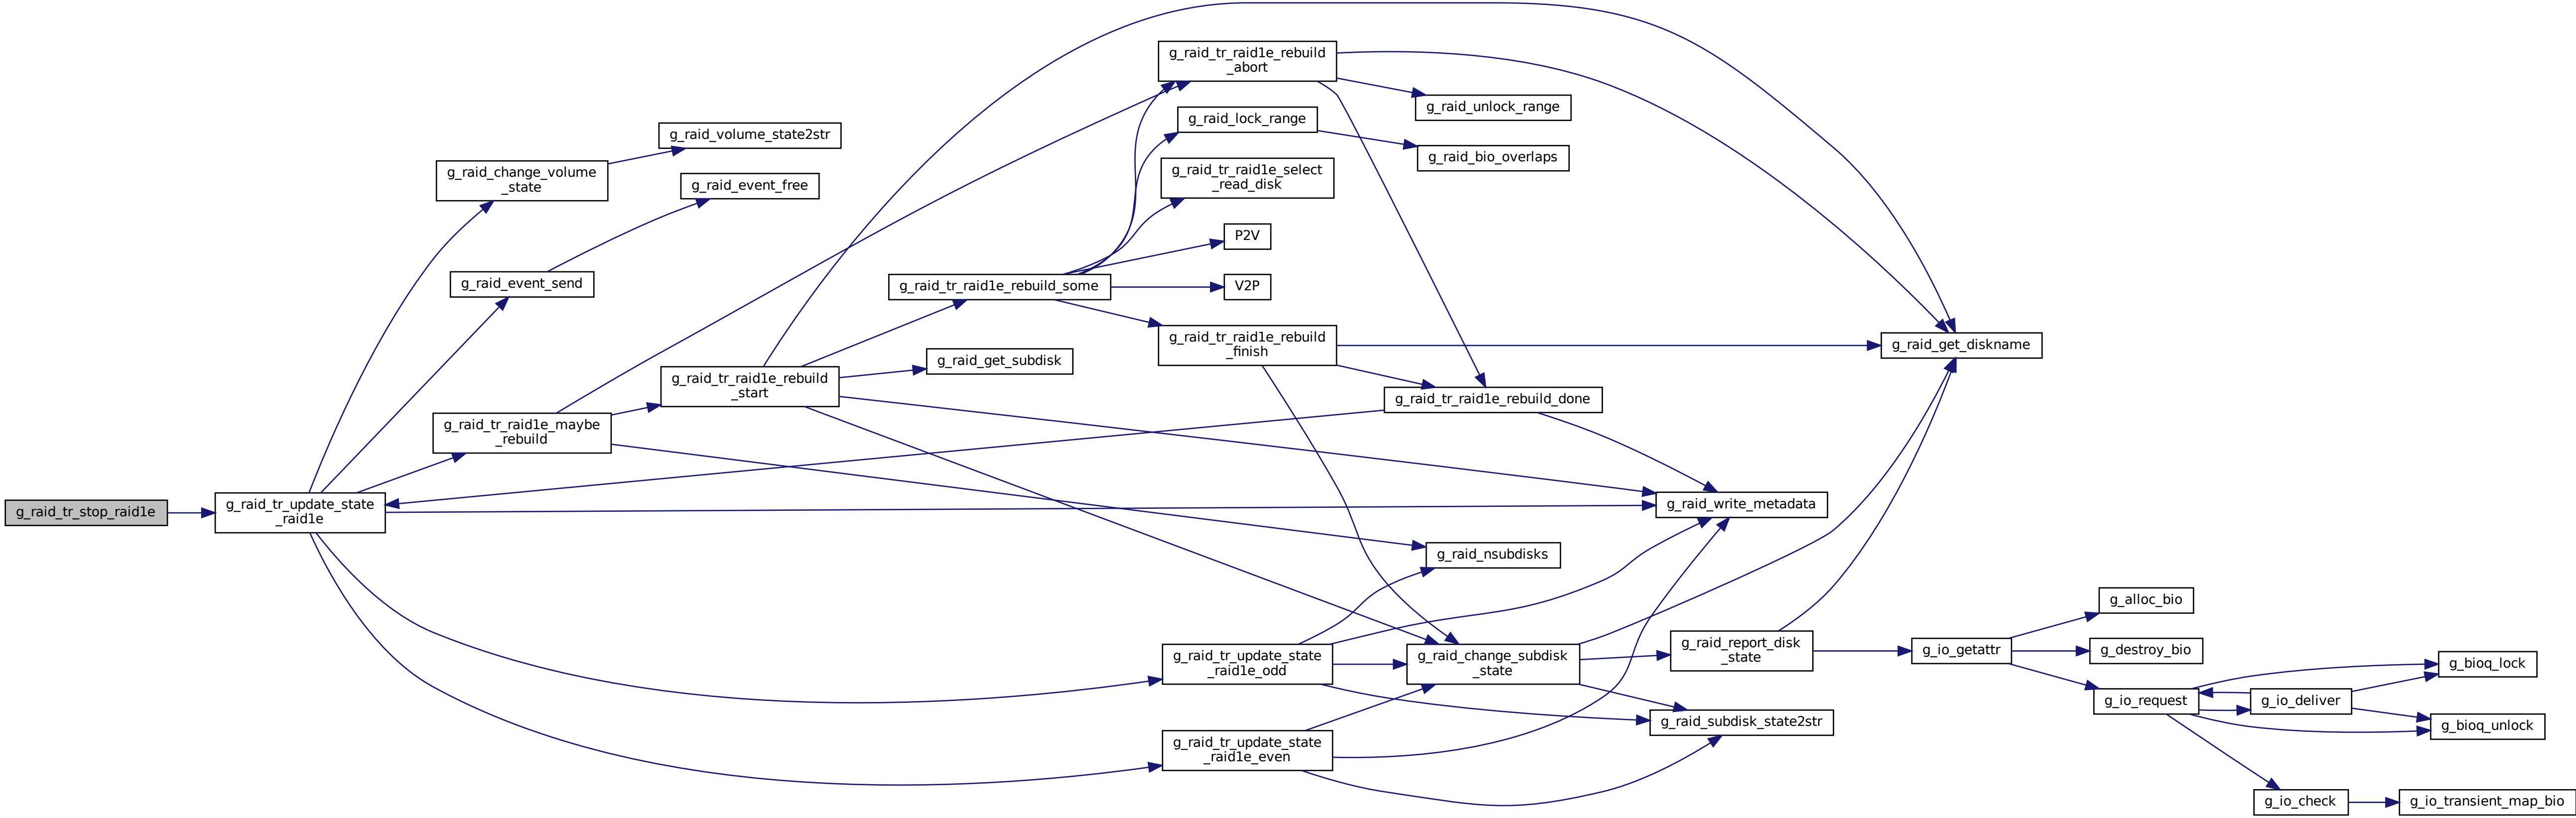 g_raid_tr_stop_raid1e
g_raid_tr_update_state
_raid1e
g_raid_change_volume
_state
g_raid_volume_state2str
g_raid_event_send
g_raid_event_free
g_raid_tr_raid1e_maybe
_rebuild
g_raid_tr_raid1e_rebuild
_start
g_raid_tr_raid1e_rebuild_some
g_raid_get_subdisk
g_raid_tr_raid1e_rebuild
_abort
g_raid_lock_range
g_raid_tr_raid1e_select
_read_disk
P2V
V2P
g_raid_tr_raid1e_rebuild
_finish
g_raid_unlock_range
g_raid_bio_overlaps
g_raid_tr_raid1e_rebuild_done
g_raid_get_diskname
g_raid_write_metadata
g_raid_nsubdisks
g_raid_tr_update_state
_raid1e_odd
g_raid_tr_update_state
_raid1e_even
g_raid_change_subdisk
_state
g_raid_report_disk
_state
g_raid_subdisk_state2str
g_io_getattr
g_alloc_bio
g_destroy_bio
g_io_request
g_io_deliver
g_bioq_lock
g_bioq_unlock
g_io_check
g_io_transient_map_bio